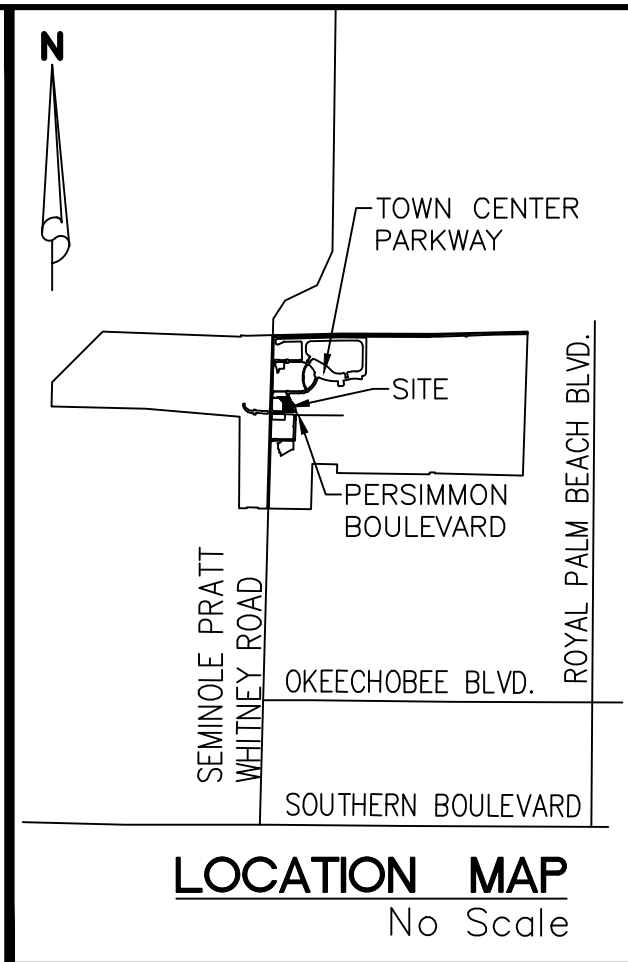 N
TOWN CENTER
PARKWAY
SITE
PERSIMMON
BOULEVARD
ROYAL PALM BEACH BLVD.
SEMINOLE PRATT
WHITNEY ROAD
OKEECHOBEE BLVD.
SOUTHERN BOULEVARD
LOCATION MAP
No Scale